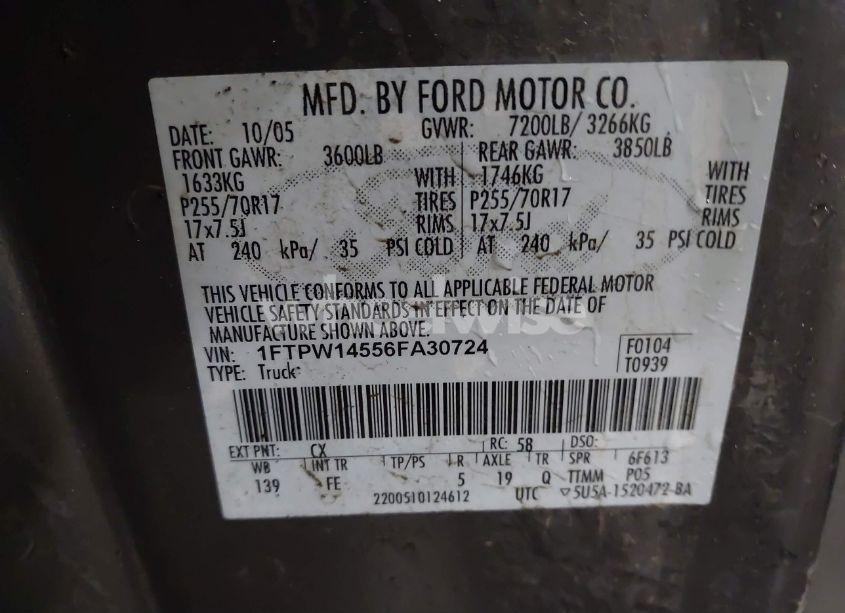 MFD. BY FORD MOTOR CO.
DATE: 10/05 GVWR: 7200LB/ 3266KG
FRONT GAWR: 3600LB REAR GAWR: 3850LB
1633KG WITH 1746KG WITH
P255/70R17 TIRES P255/70R17 TIRES
17x7.5J RIMS 17x7.5J RIMS
AT 240 kPa/ 35 PSI COLD AT 240 kPa/ 35 PSI COLD
THIS VEHICLE CONFORMS TO ALL APPLICABLE FEDERAL MOTOR
VEHICLE SAFETY STANDARDS IN EFFECT ON THE DATE OF
MANUFACTURE SHOWN ABOVE.
VIN: 1FTPW14556FA30724 F0104
TYPE: Truck T0939
EXT PNT: CX RC: 58 DSO:
WB INT TR TP/PS R AXLE TR SPR 6F613
139 FE 5 19 Q TTMM P05
2200510124612 UTC ▽5U5A-1520472-BA